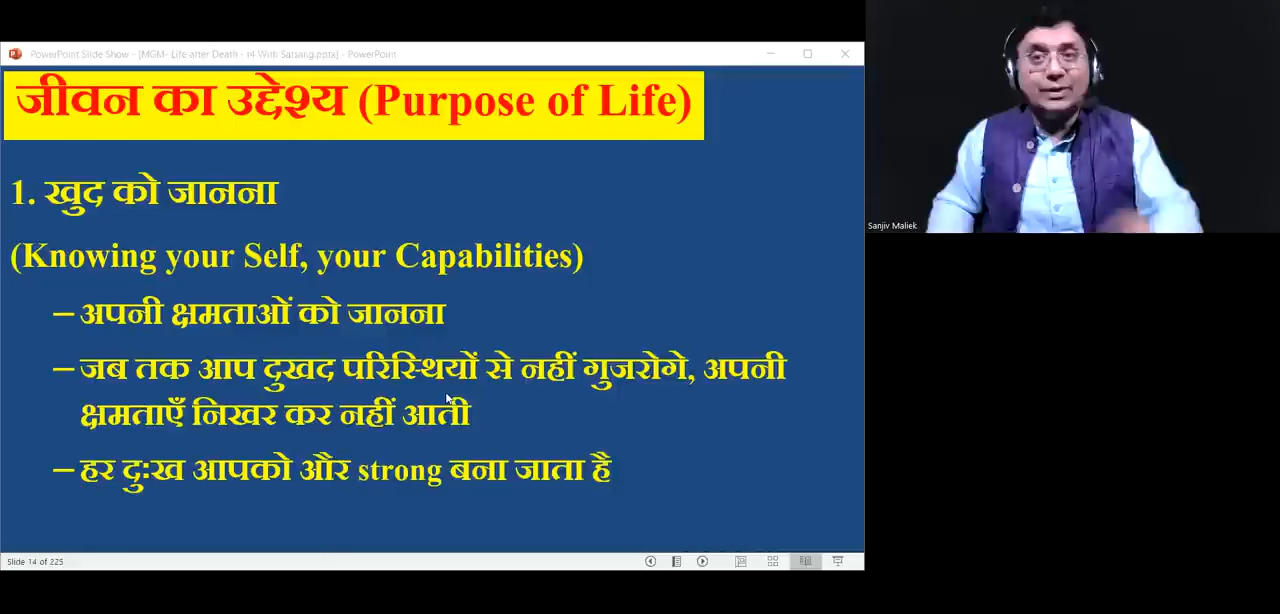 PowerPoint Slide Show - [MGM- Life after Death - r4 With Satsang.pptx] - PowerPoint
जीवन का उद्देश्य (Purpose of Life)
1. खुद को जानना
(Knowing your Self, your Capabilities)
– अपनी क्षमताओं को जानना
– जब तक आप दुखद परिस्थियों से नहीं गुजरोगे, अपनी
क्षमताएँ निखर कर नहीं आती
– हर दुःख आपको और strong बना जाता है
Sanjiv Maliek
Slide 14 of 225